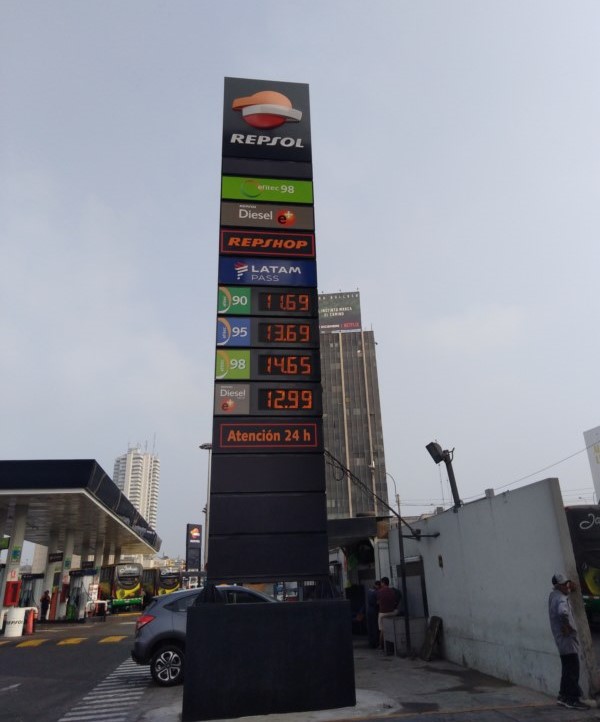 REPSOL
efitec 98
Diesel e+
REPSHOP
LATAM
PASS
90 11.69
95 13.69
98 14.65
Diesel e+ 12.99
Atención 24 h
REPSOL